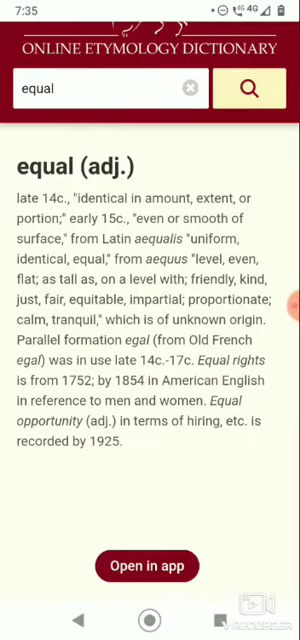 7:35
4G 4G
ONLINE ETYMOLOGY DICTIONARY
equal
equal (adj.)
late 14c., "identical in amount, extent, or
portion;" early 15c., "even or smooth of
surface," from Latin aequalis "uniform,
identical, equal," from aequus "level, even,
flat; as tall as, on a level with; friendly, kind,
just, fair, equitable, impartial; proportionate;
calm, tranquil," which is of unknown origin.
Parallel formation egal (from Old French
egal) was in use late 14c.-17c. Equal rights
is from 1752; by 1854 in American English
in reference to men and women. Equal
opportunity (adj.) in terms of hiring, etc. is
recorded by 1925.
Open in app
V RECORDER